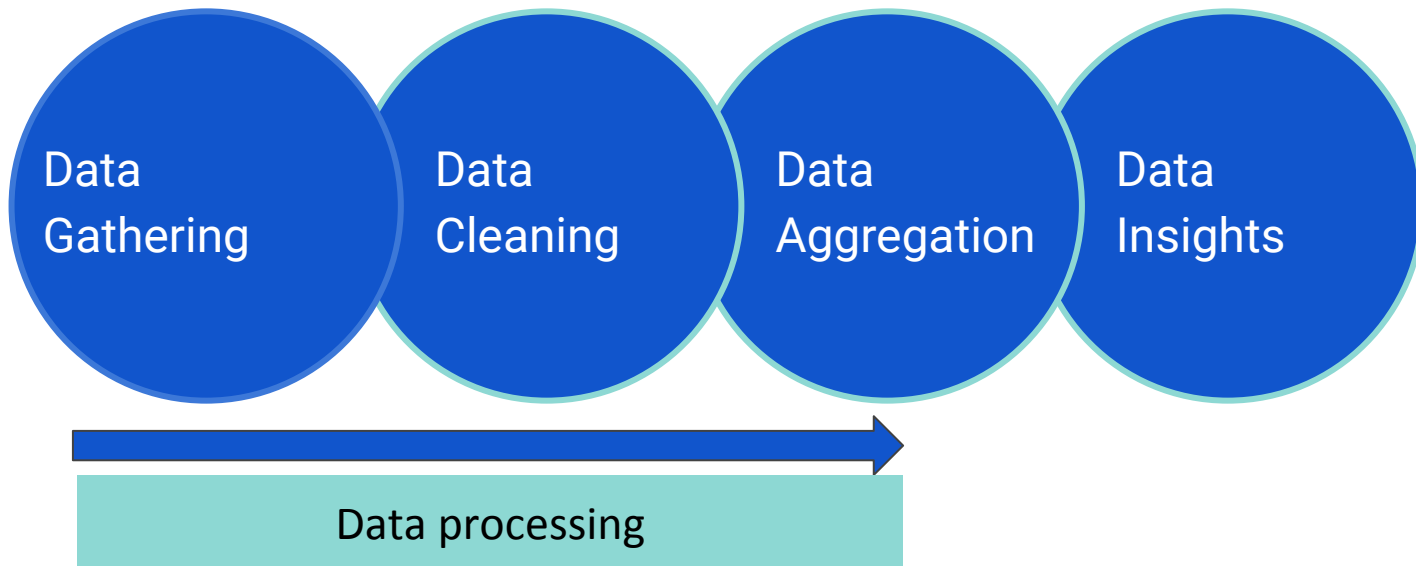 Data
Gathering
Data
Cleaning
Data
Aggregation
Data
Insights
Data processing